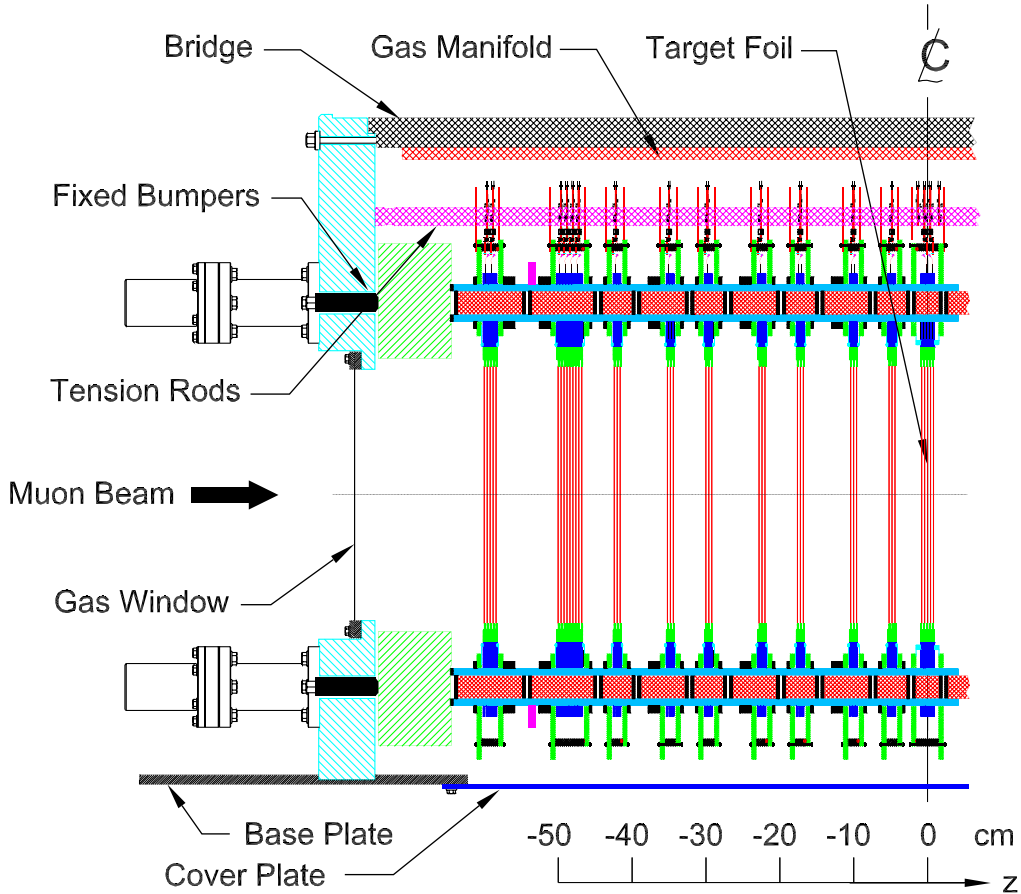 Bridge
Gas Manifold
Target Foil
C
Fixed Bumpers
Tension Rods
Muon Beam
Gas Window
Base Plate
Cover Plate
-50 -40 -30 -20 -10 0 cm
z